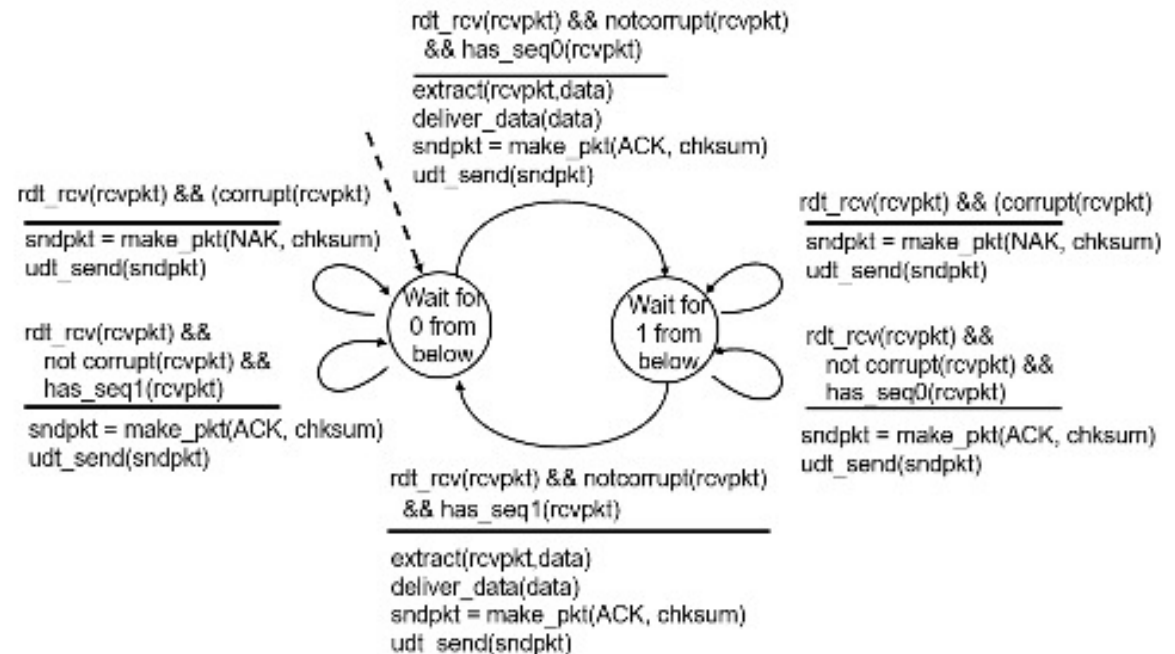 rdt_rcv(rcvpkt) && notcorrupt(rcvpkt)
&& has_seq0(rcvpkt)
extract(rcvpkt,data)
deliver_data(data)
sndpkt = make_pkt(ACK, chksum)
udt_send(sndpkt)
rdt_rcv(rcvpkt) && (corrupt(rcvpkt)
sndpkt = make_pkt(NAK, chksum)
udt_send(sndpkt)
rdt_rcv(rcvpkt) &&
not corrupt(rcvpkt) &&
has_seq1(rcvpkt)
sndpkt = make_pkt(ACK, chksum)
udt_send(sndpkt)
Wait for
0 from
below
Wait for
1 from
below
rdt_rcv(rcvpkt) && (corrupt(rcvpkt)
sndpkt = make_pkt(NAK, chksum)
udt_send(sndpkt)
rdt_rcv(rcvpkt) &&
not corrupt(rcvpkt) &&
has_seq0(rcvpkt)
sndpkt = make_pkt(ACK, chksum)
udt_send(sndpkt)
rdt_rcv(rcvpkt) && notcorrupt(rcvpkt)
&& has_seq1(rcvpkt)
extract(rcvpkt,data)
deliver_data(data)
sndpkt = make_pkt(ACK, chksum)
udt_send(sndpkt)